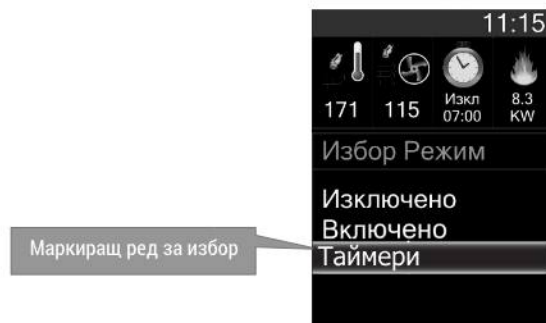 11:15
171
115
Изкл
07:00
8.3
KW
Избор Режим
Изключено
Включено
Таймери
Маркиращ ред за избор